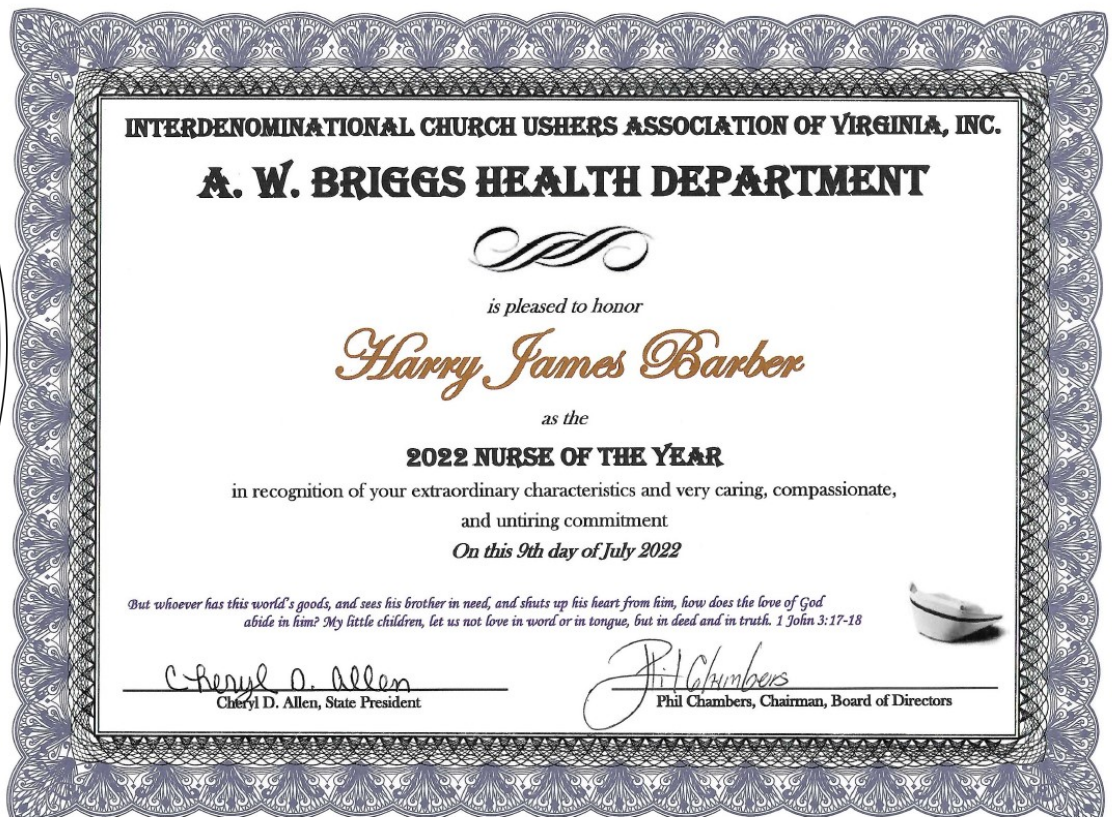 INTERDENOMINATIONAL CHURCH USHERS ASSOCIATION OF VIRGINIA, INC.
A. W. BRIGGS HEALTH DEPARTMENT
is pleased to honor
Harry James Barber
as the
2022 NURSE OF THE YEAR
in recognition of your extraordinary characteristics and very caring, compassionate,
and untiring commitment
On this 9th day of July 2022
But whoever has this world's goods, and sees his brother in need, and shuts up his heart from him, how does the love of God
abide in him? My little children, let us not love in word or in tongue, but in deed and in truth. 1 John 3:17-18
Cheryl D. Allen
Phil Chambers
Cheryl D. Allen, State President
Phil Chambers, Chairman, Board of Directors